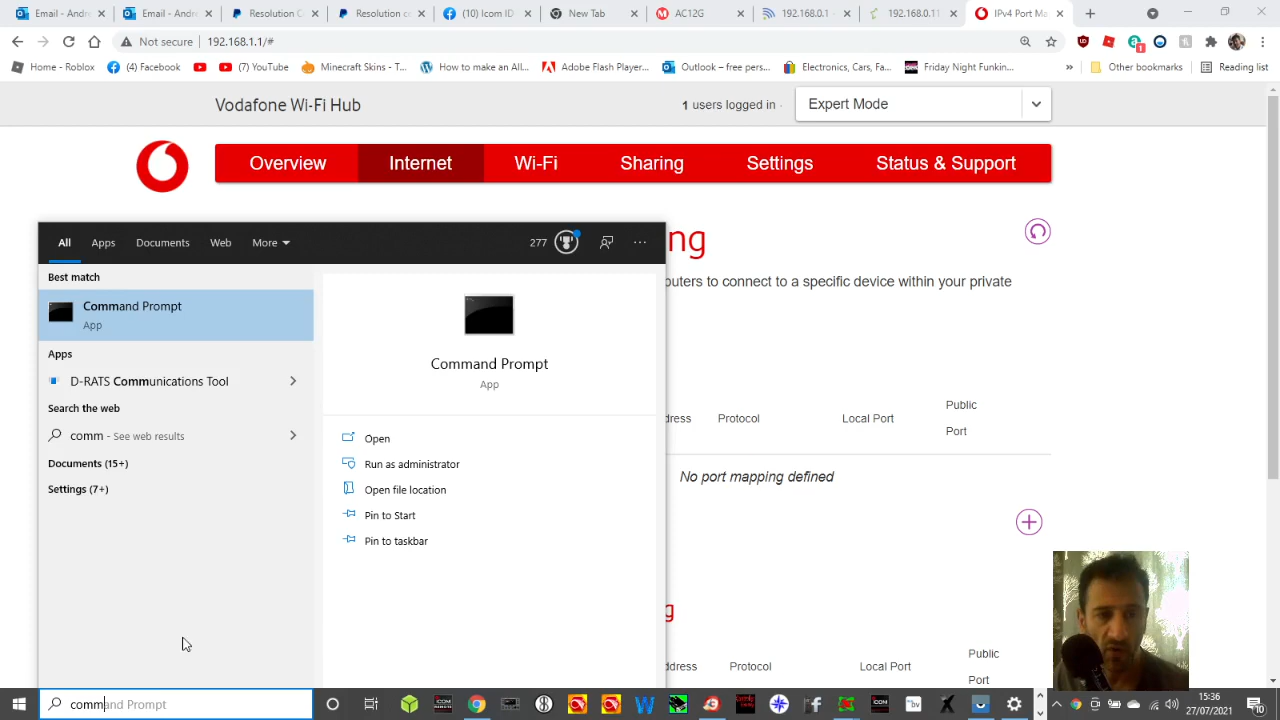 Email - Andre
Email - Andre
Resolution C
Resolution co
(10) Icom ID
New Tab
AC12G
192.168.0.1
192.168.0.11
IPv4 Port Ma
Not secure
192.168.1.1/#
Home - Roblox
(4) Facebook
(7) YouTube
Minecraft Skins - T...
How to make an All...
Adobe Flash Player...
Outlook – free pers...
Electronics, Cars, Fa...
Friday Night Funkin...
»
Other bookmarks
Reading list
Vodafone Wi-Fi Hub
1 users logged in
Expert Mode
Overview
Internet
Wi-Fi
Sharing
Settings
Status & Support
All
Apps
Documents
Web
More
277
ng
Best match
Command Prompt
App
Apps
D-RATS Communications Tool
Search the web
comm - See web results
Documents (15+)
Settings (7+)
Command Prompt
App
Open
Run as administrator
Open file location
Pin to Start
Pin to taskbar
outers to connect to a specific device within your private
dress
Protocol
Local Port
Public
Port
No port mapping defined
g
ddress
Protocol
Local Port
Public
Port
command Prompt
15:36
27/07/2021